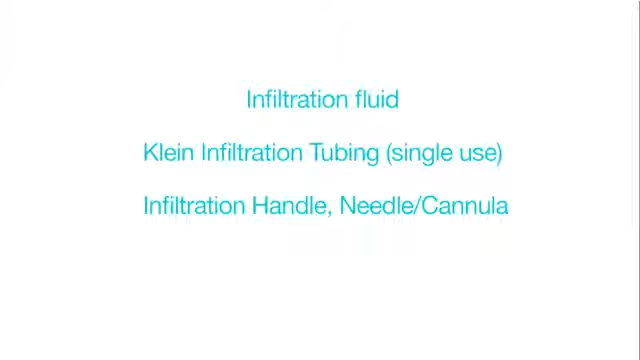 Infiltration fluid
Klein Infiltration Tubing (single use)
Infiltration Handle, Needle/Cannula